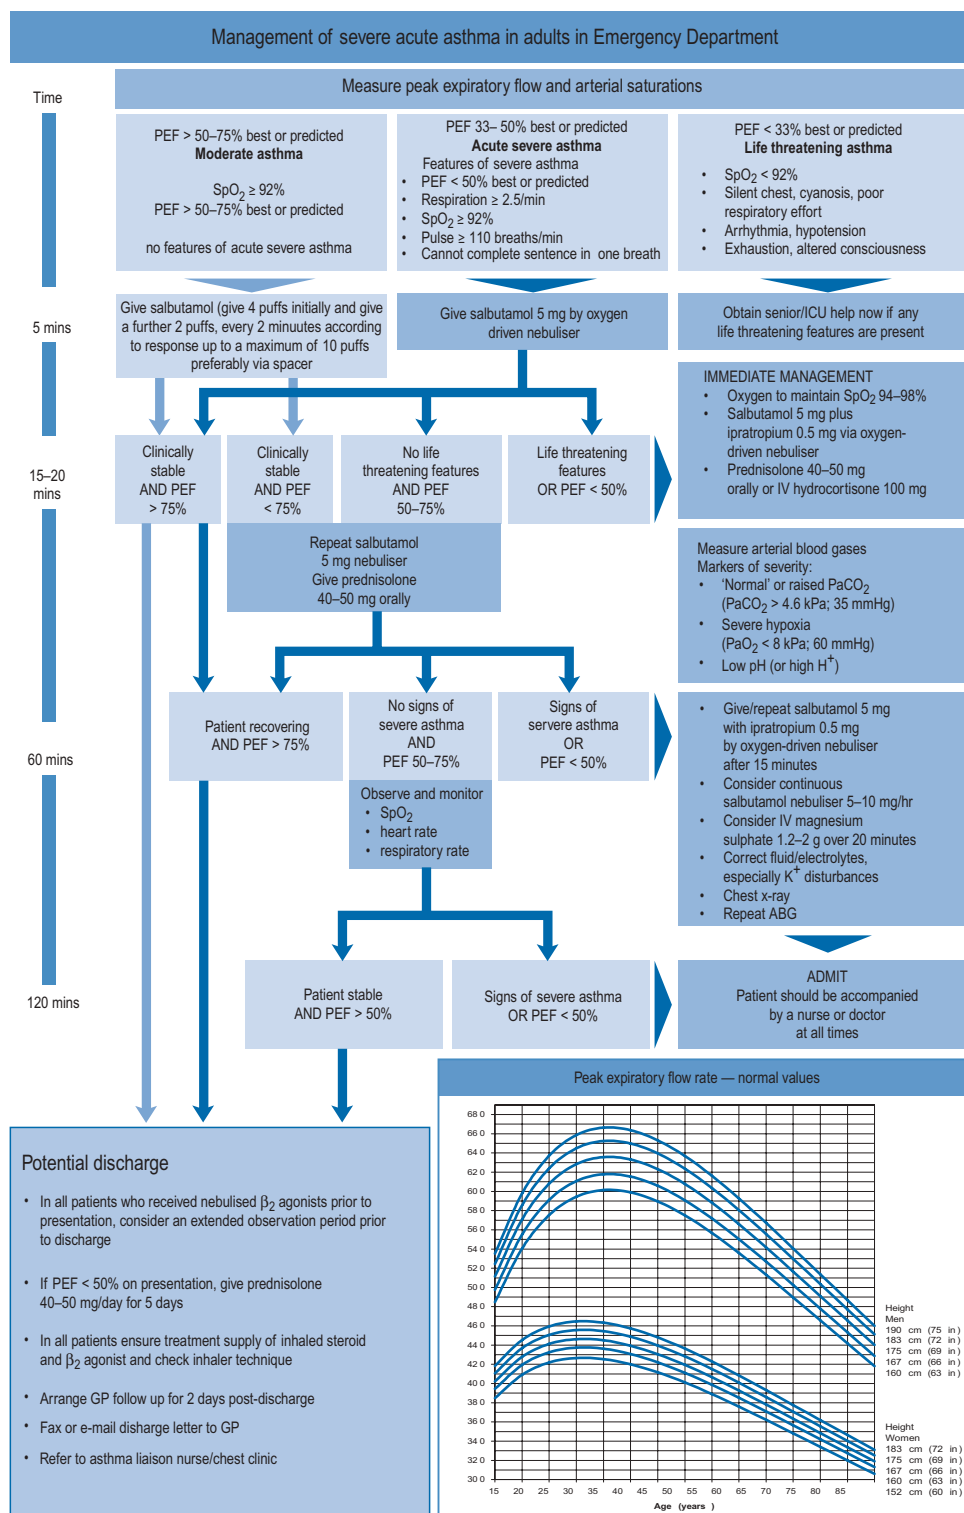 Management of severe acute asthma in adults in Emergency Department
Time
Measure peak expiratory flow and arterial saturations
PEF > 50–75% best or predicted
Moderate asthma
SpO2 ≥ 92%
PEF > 50–75% best or predicted
no features of acute severe asthma
PEF 33– 50% best or predicted
Acute severe asthma
Features of severe asthma
• PEF < 50% best or predicted
• Respiration ≥ 2.5/min
• SpO2 ≥ 92%
• Pulse ≥ 110 breaths/min
• Cannot complete sentence in one breath
PEF < 33% best or predicted
Life threatening asthma
• SpO2 < 92%
• Silent chest, cyanosis, poor
respiratory effort
• Arrhythmia, hypotension
• Exhaustion, altered consciousness
5 mins
Give salbutamol (give 4 puffs initially and give
a further 2 puffs, every 2 minuutes according
to response up to a maximum of 10 puffs
preferably via spacer
Give salbutamol 5 mg by oxygen
driven nebuliser
Obtain senior/ICU help now if any
life threatening features are present
IMMEDIATE MANAGEMENT
• Oxygen to maintain SpO2 94–98%
• Salbutamol 5 mg plus
ipratropium 0.5 mg via oxygen-
driven nebuliser
• Prednisolone 40–50 mg
orally or IV hydrocortisone 100 mg
15–20
mins
Clinically
stable
AND PEF
> 75%
Clinically
stable
AND PEF
< 75%
No life
threatening features
AND PEF
50–75%
Life threatening
features
OR PEF < 50%
Repeat salbutamol
5 mg nebuliser
Give prednisolone
40–50 mg orally
Measure arterial blood gases
Markers of severity:
• ‘Normal’ or raised PaCO2
(PaCO2 > 4.6 kPa; 35 mmHg)
• Severe hypoxia
(PaO2 < 8 kPa; 60 mmHg)
• Low pH (or high H+)
60 mins
Patient recovering
AND PEF > 75%
No signs of
severe asthma
AND
PEF 50–75%
Signs of
servere asthma
OR
PEF < 50%
Observe and monitor
• SpO2
• heart rate
• respiratory rate
• Give/repeat salbutamol 5 mg
with ipratropium 0.5 mg
by oxygen-driven nebuliser
after 15 minutes
• Consider continuous
salbutamol nebuliser 5–10 mg/hr
• Consider IV magnesium
sulphate 1.2–2 g over 20 minutes
• Correct fluid/electrolytes,
especially K+ disturbances
• Chest x-ray
• Repeat ABG
120 mins
Patient stable
AND PEF > 50%
Signs of severe asthma
OR PEF < 50%
ADMIT
Patient should be accompanied
by a nurse or doctor
at all times
Potential discharge
• In all patients who received nebulised β2 agonists prior to
presentation, consider an extended observation period prior
to discharge
• If PEF < 50% on presentation, give prednisolone
40–50 mg/day for 5 days
• In all patients ensure treatment supply of inhaled steroid
and β2 agonist and check inhaler technique
• Arrange GP follow up for 2 days post-discharge
• Fax or e-mail disharge letter to GP
• Refer to asthma liaison nurse/chest clinic
Peak expiratory flow rate — normal values
680
660
640
620
600
580
560
540
520
500
480
460
440
420
400
380
360
340
320
300
15 20 25 30 35 40 45 50 55 60 65 70 75 80 85
Age (years)
Height
Men
190 cm (75 in)
183 cm (72 in)
175 cm (69 in)
167 cm (66 in)
160 cm (63 in)
Height
Women
183 cm (72 in)
175 cm (69 in)
167 cm (66 in)
160 cm (63 in)
152 cm (60 in)